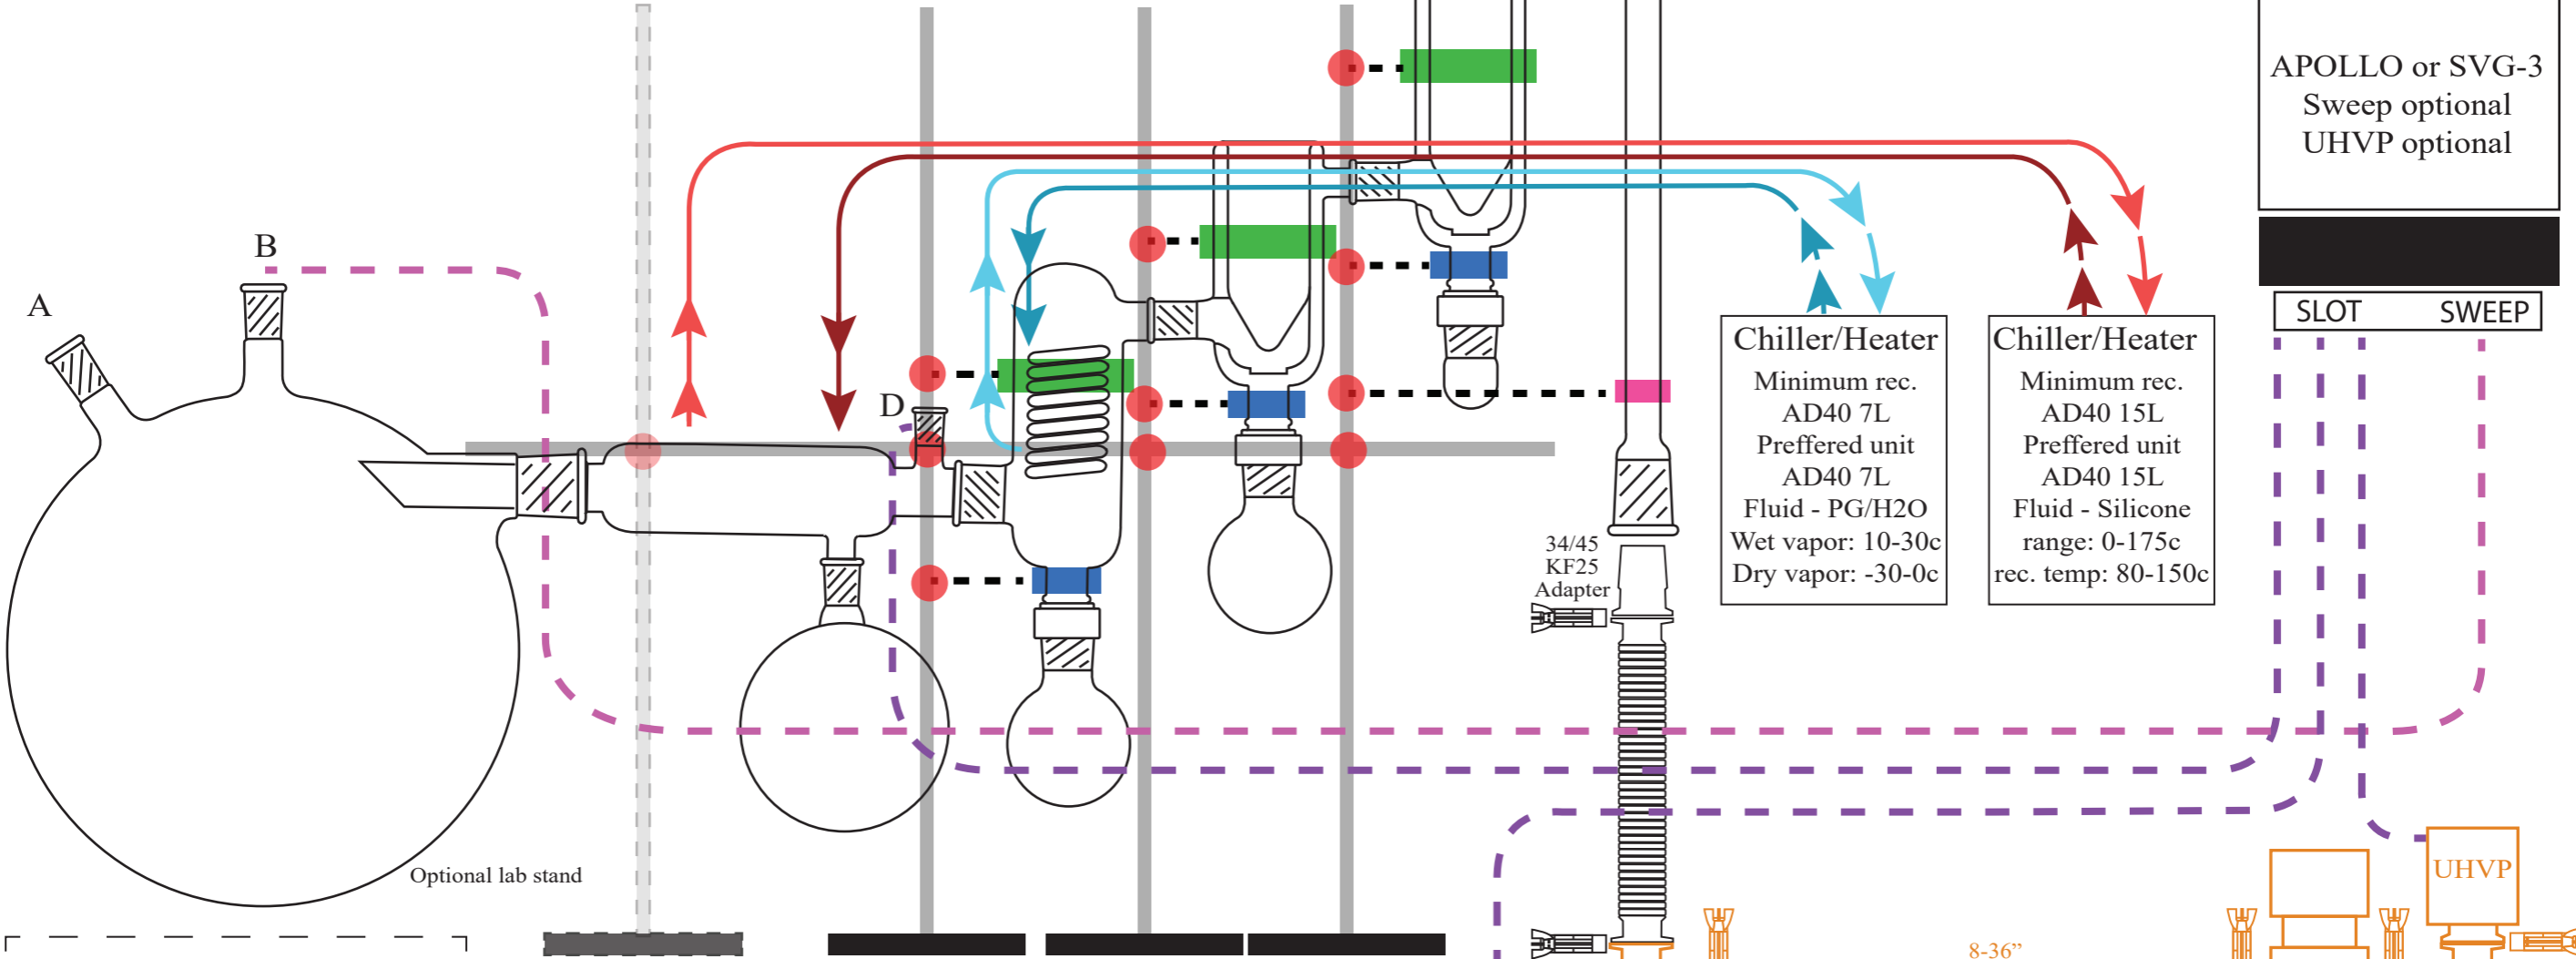 APOLLO or SVG-3
Sweep optional
UHVP optional
SLOT SWEEP
A
B
D
Chiller/Heater
Minimum rec.
AD40 7L
Preffered unit
AD40 7L
Fluid - PG/H2O
Wet vapor: 10-30c
Dry vapor: -30-0c
Chiller/Heater
Minimum rec.
AD40 15L
Preffered unit
AD40 15L
Fluid - Silicone
range: 0-175c
rec. temp: 80-150c
34/45
KF25
Adapter
Optional lab stand
UHVP
8-36”